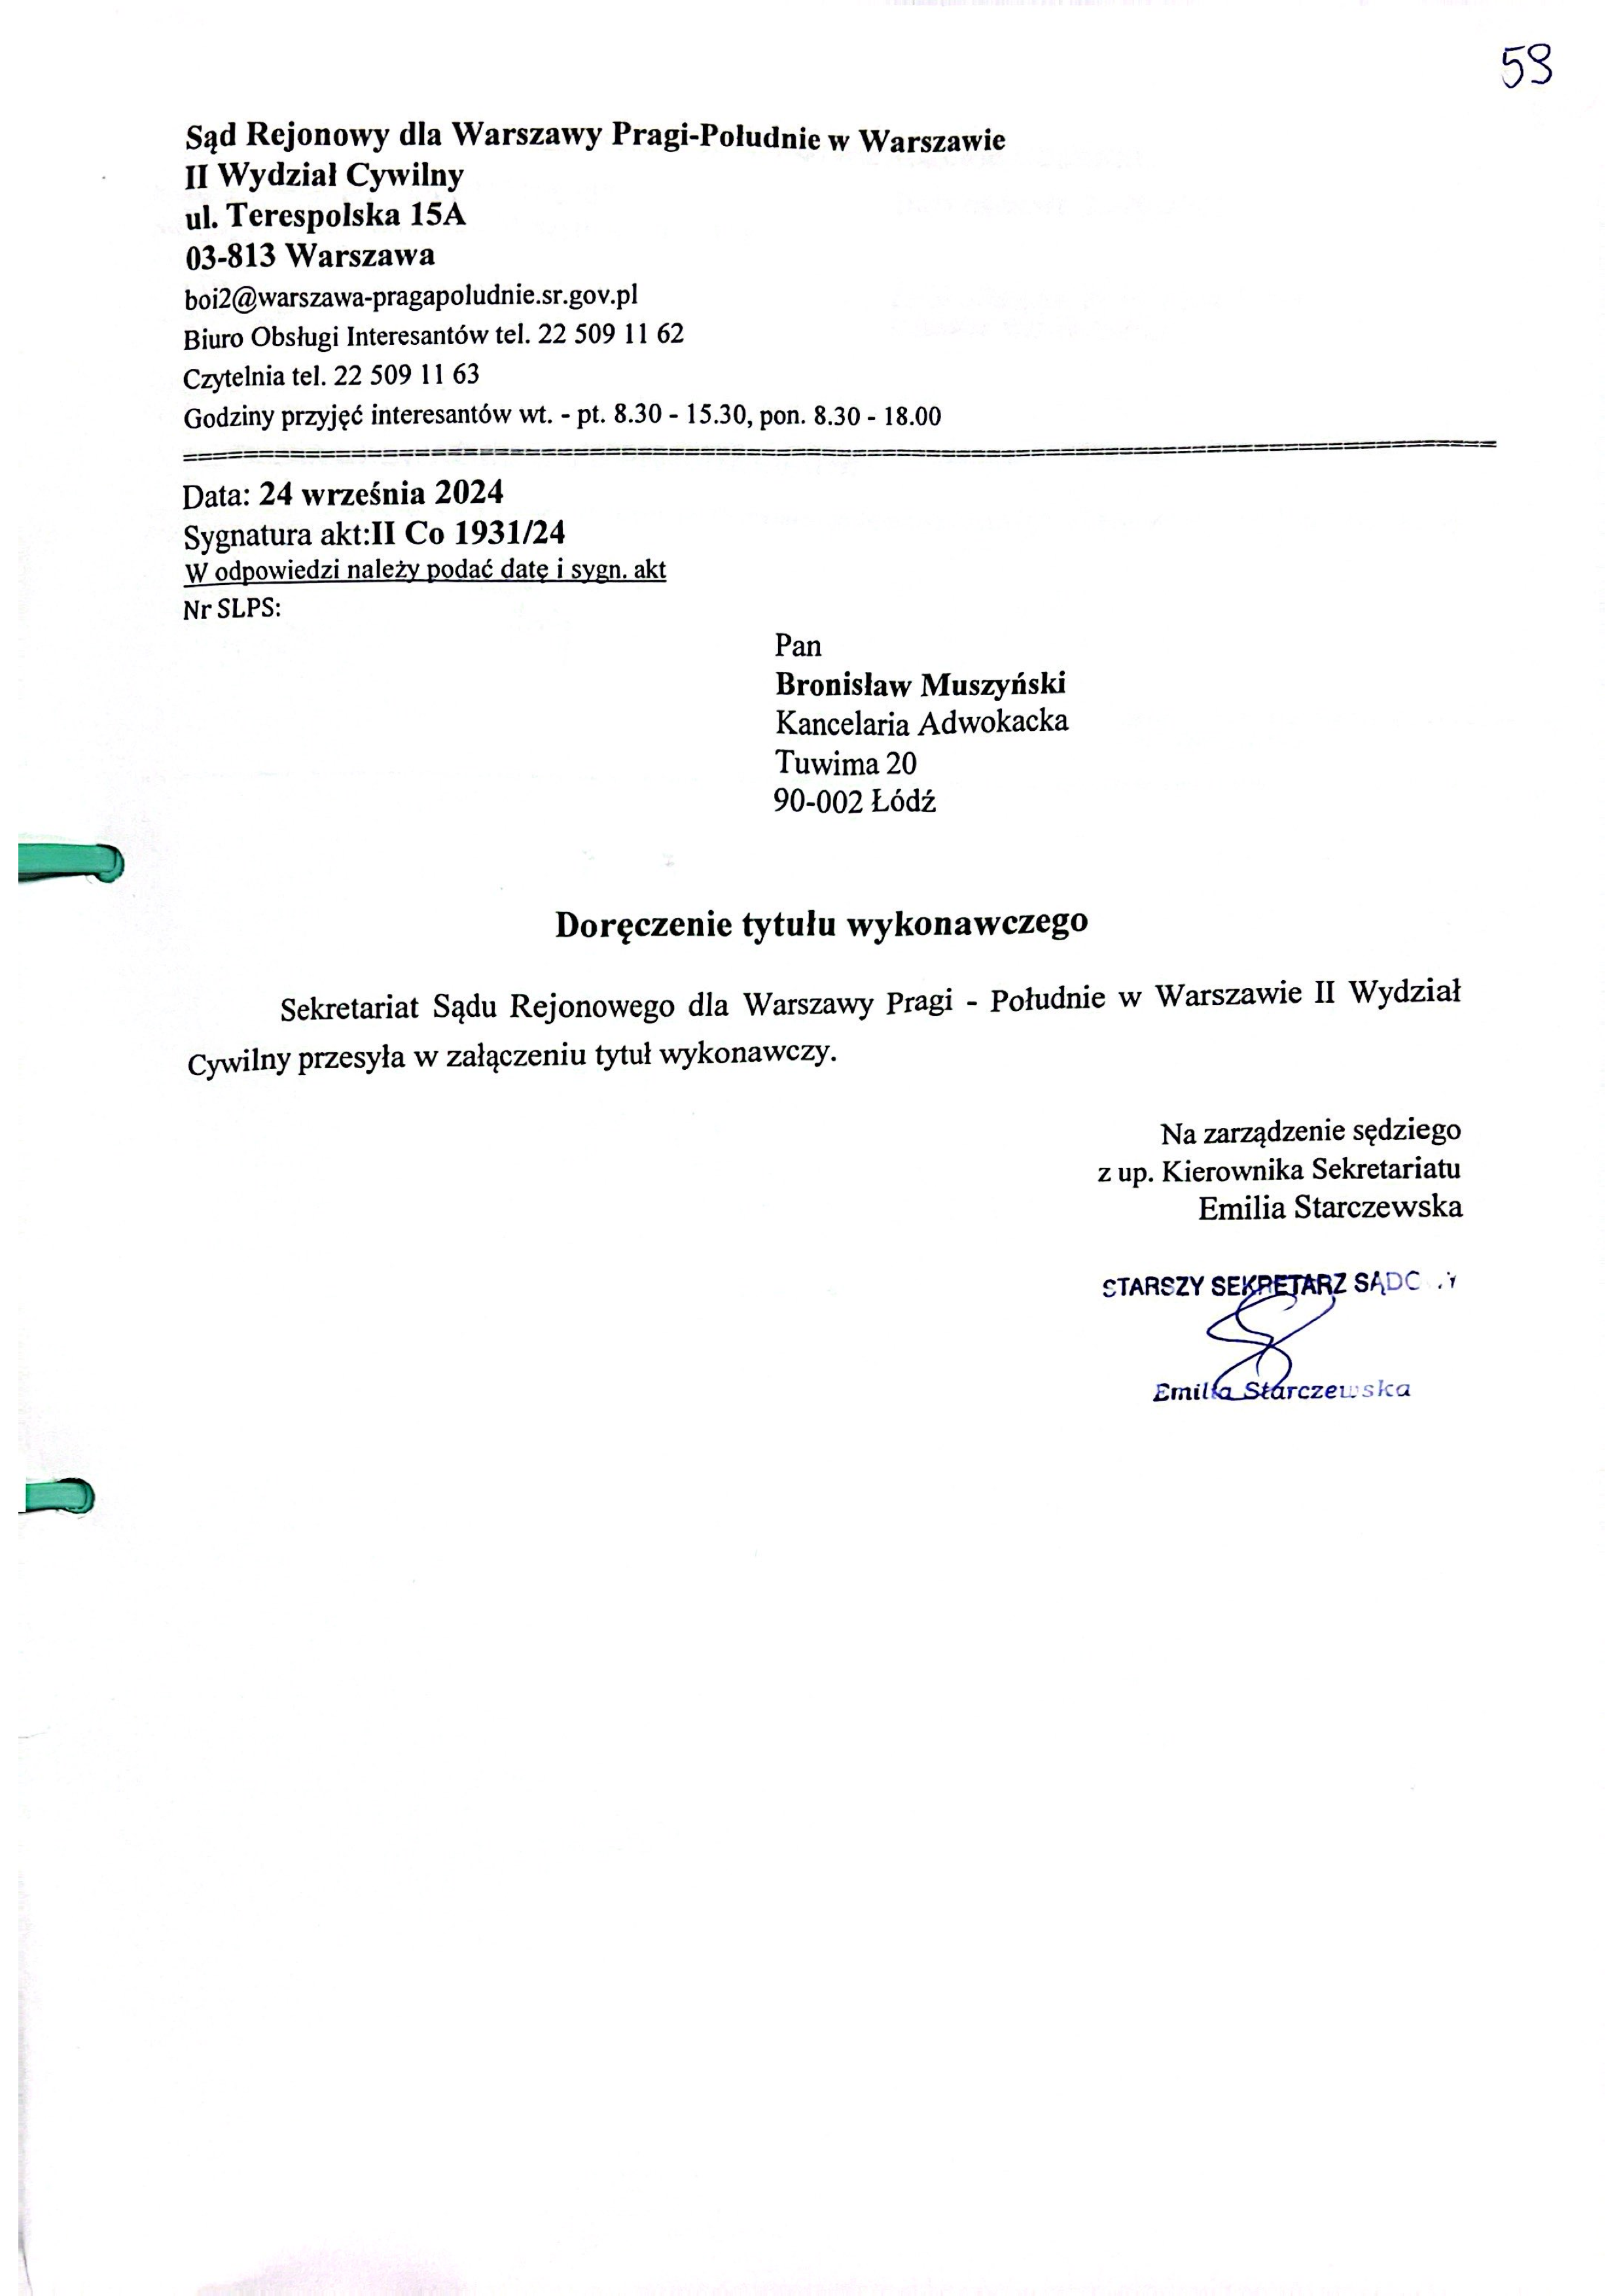 59
Sąd Rejonowy dla Warszawy Pragi-Południe w Warszawie
II Wydział Cywilny
ul. Terespolska 15A
03-813 Warszawa
boi2@warszawa-pragapoludnie.sr.gov.pl
Biuro Obsługi Interesantów tel. 22 509 11 62
Czytelnia tel. 22 509 11 63
Godziny przyjęć interesantów wt. - pt. 8.30 - 15.30, pon. 8.30 - 18.00
Data: 24 września 2024
Sygnatura akt:II Co 1931/24
W odpowiedzi należy podać datę i sygn. akt
Nr SLPS:
Pan
Bronisław Muszyński
Kancelaria Adwokacka
Tuwima 20
90-002 Łódź
Doręczenie tytułu wykonawczego
Sekretariat Sądu Rejonowego dla Warszawy Pragi - Południe w Warszawie II Wydział
Cywilny przesyła w załączeniu tytuł wykonawczy.
Na zarządzenie sędziego
z up. Kierownika Sekretariatu
Emilia Starczewska
STARSZY SEKRETARZ
Emilia Starczewska